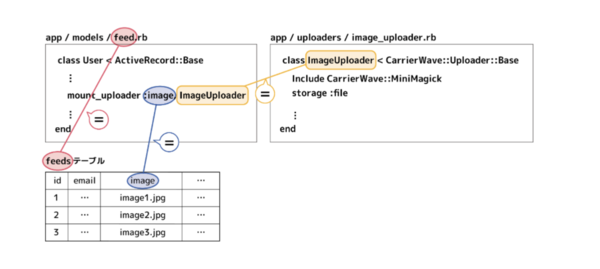 app / models / feed.rb
class User < ActiveRecord::Base
⋮
mount_uploader :image, ImageUploader
⋮
end
=
=
=
app / uploaders / image_uploader.rb
class ImageUploader < CarrierWave::Uploader::Base
Include CarrierWave::MiniMagick
storage :file
⋮
end
feedsテーブル
id email image …
1 … image1.jpg …
2 … image2.jpg …
3 … image3.jpg …